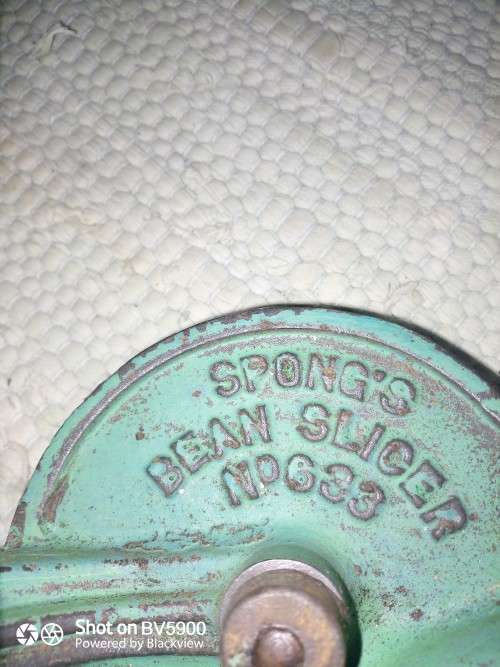 SPONG'S
BEAN SLICER
No 633
Shot on BV5900
Powered by Blackview